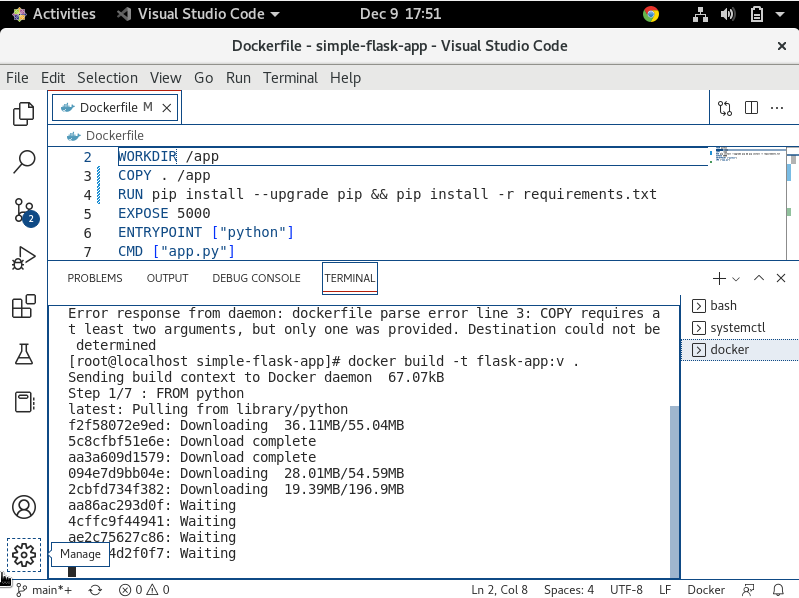 Activities
Visual Studio Code
Dec 9 17:51
Dockerfile - simple-flask-app - Visual Studio Code
File Edit Selection View Go Run Terminal Help
Dockerfile M
Dockerfile
2 WORKDIR /app
3 COPY . /app
4 RUN pip install --upgrade pip && pip install -r requirements.txt
5 EXPOSE 5000
6 ENTRYPOINT ["python"]
7 CMD ["app.py"]
2
PROBLEMS OUTPUT DEBUG CONSOLE TERMINAL
Error response from daemon: dockerfile parse error line 3: COPY requires a
t least two arguments, but only one was provided. Destination could not be
determined
[root@localhost simple-flask-app]# docker build -t flask-app:v .
Sending build context to Docker daemon 67.07kB
Step 1/7 : FROM python
latest: Pulling from library/python
f2f58072e9ed: Downloading 36.11MB/55.04MB
5c8cfbf51e6e: Download complete
aa3a609d1579: Download complete
094e7d9bb04e: Downloading 28.01MB/54.59MB
2cbfd734f382: Downloading 19.39MB/196.9MB
aa86ac293d0f: Waiting
4cffc9f44941: Waiting
ae2c75627c86: Waiting
4d2f0f7: Waiting
bash
systemctl
docker
Manage
main*+
0 0
Ln 2, Col 8 Spaces: 4 UTF-8 LF Docker